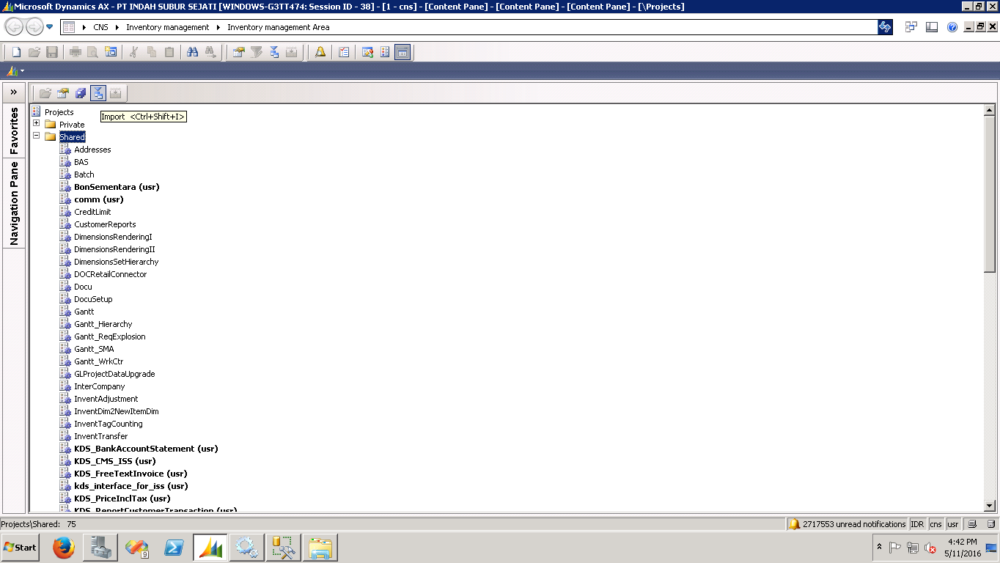 Microsoft Dynamics AX - PT INDAH SUBUR SEJATI [WINDOWS-G3TT474: Session ID - 38] - [1 - cns] - [Content Pane] - [Content Pane] - [Content Pane] - [\Projects]
CNS Inventory management Inventory management Area
Projects
Import <Ctrl+Shift+I>
Private
Shared
Addresses
BAS
Batch
BonSementara (usr)
comm (usr)
CreditLimit
CustomerReports
DimensionsRenderingI
DimensionsRenderingII
DimensionsSetHierarchy
DOCRetailConnector
Docu
DocuSetup
Gantt
Gantt_Hierarchy
Gantt_ReqExplosion
Gantt_SMA
Gantt_WrkCtr
GLProjectDataUpgrade
InterCompany
InventAdjustment
InventDim2NewItemDim
InventTagCounting
InventTransfer
KDS_BankAccountStatement (usr)
KDS_CMS_ISS (usr)
KDS_FreeTextInvoice (usr)
kds_interface_for_iss (usr)
KDS_PriceInclTax (usr)
KDS_ReportCustomerTransaction (usr)
Favorites
Navigation Pane
Projects\Shared: 75
2717553 unread notifications IDR cns usr
Start
9
4:42 PM
5/11/2016